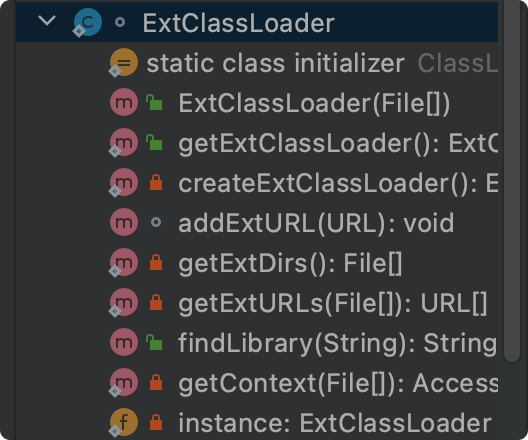 ExtClassLoader
static class initializer ClassL
ExtClassLoader(File[])
getExtClassLoader(): ExtC
createExtClassLoader(): E
addExtURL(URL): void
getExtDirs(): File[]
getExtURLs(File[]): URL[]
findLibrary(String): String
getContext(File[]): Access
instance: ExtClassLoader